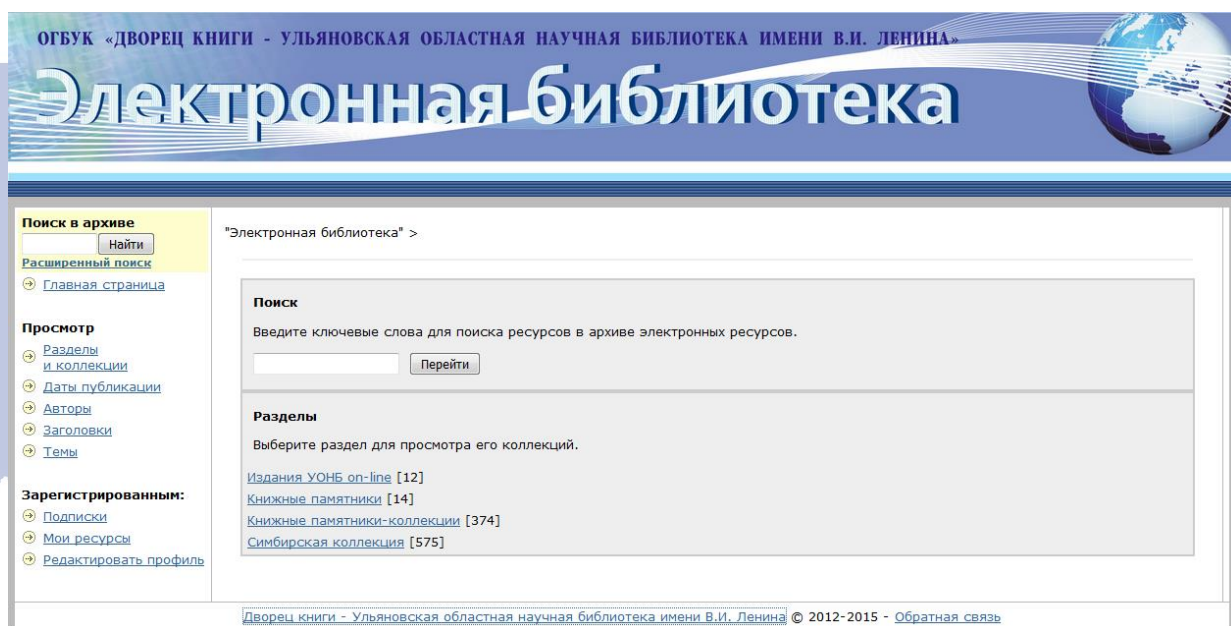 ОГБУК «ДВОРЕЦ КНИГИ - УЛЬЯНОВСКАЯ ОБЛАСТНАЯ НАУЧНАЯ БИБЛИОТЕКА ИМЕНИ В.И. ЛЕНИНА»
Электронная библиотека
Поиск в архиве
Найти
Расширенный поиск
Главная страница
Просмотр
Разделы
и коллекции
Даты публикации
Авторы
Заголовки
Темы
Зарегистрированным:
Подписки
Мои ресурсы
Редактировать профиль
"Электронная библиотека" >
Поиск
Введите ключевые слова для поиска ресурсов в архиве электронных ресурсов.
Перейти
Разделы
Выберите раздел для просмотра его коллекций.
Издания УОНБ on-line [12]
Книжные памятники [14]
Книжные памятники-коллекции [374]
Симбирская коллекция [575]
Дворец книги - Ульяновская областная научная библиотека имени В.И. Ленина © 2012-2015 - Обратная связь